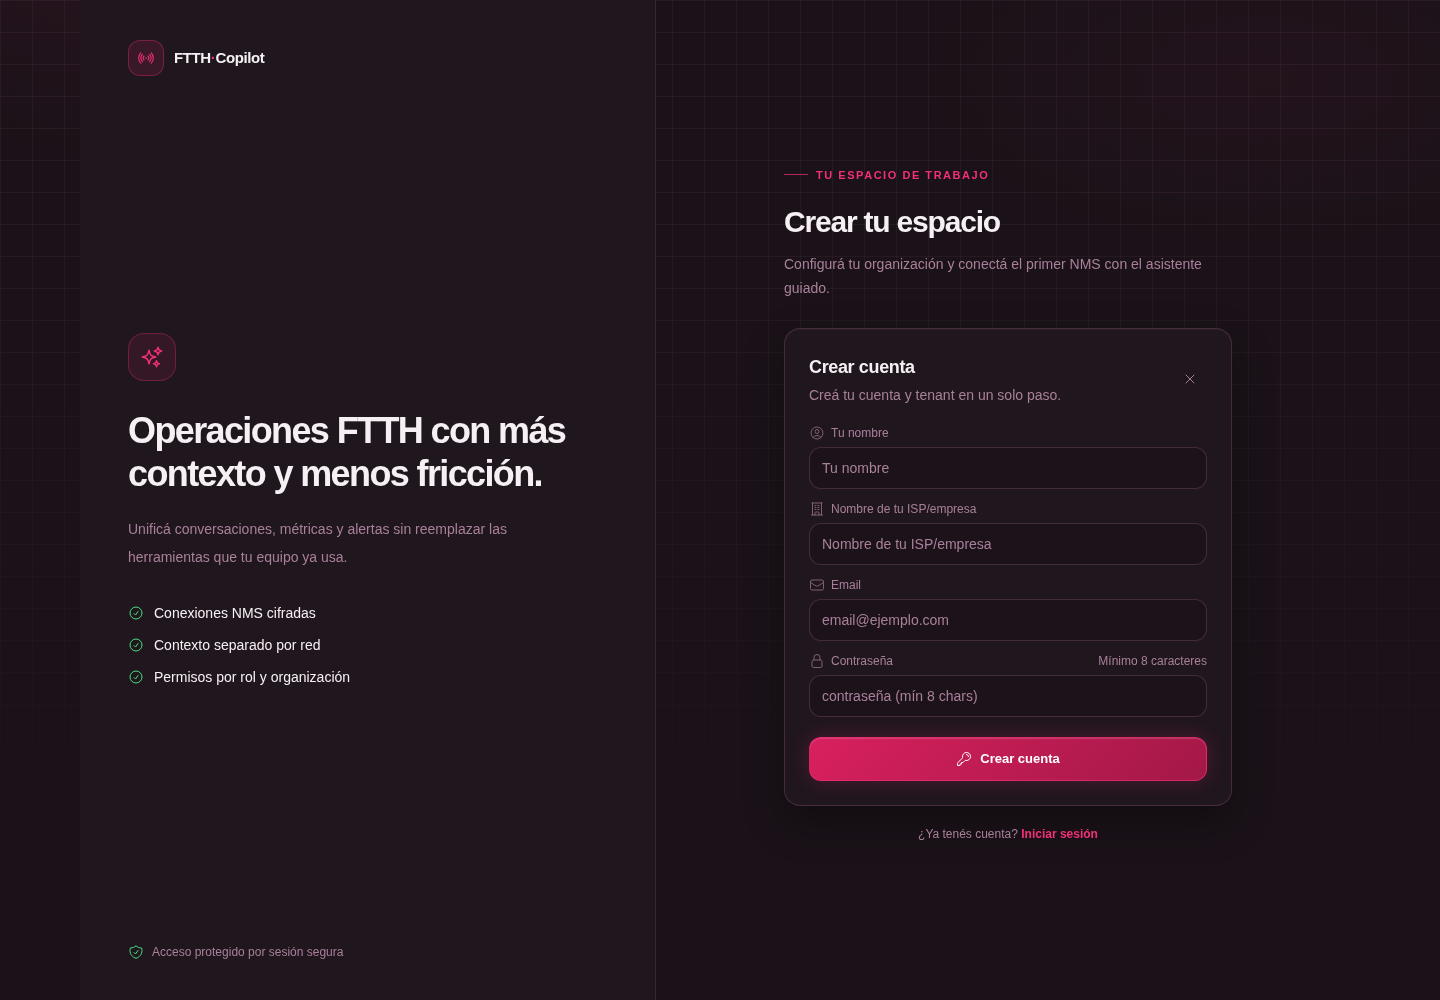 FTTH·Copilot
Operaciones FTTH con más
contexto y menos fricción.
Unificá conversaciones, métricas y alertas sin reemplazar las
herramientas que tu equipo ya usa.
Conexiones NMS cifradas
Contexto separado por red
Permisos por rol y organización
Acceso protegido por sesión segura
TU ESPACIO DE TRABAJO
Crear tu espacio
Configurá tu organización y conectá el primer NMS con el asistente
guiado.
Crear cuenta
Creá tu cuenta y tenant en un solo paso.
Tu nombre
Tu nombre
Nombre de tu ISP/empresa
Nombre de tu ISP/empresa
Email
email@ejemplo.com
Contraseña Mínimo 8 caracteres
contraseña (mín 8 chars)
Crear cuenta
¿Ya tenés cuenta? Iniciar sesión